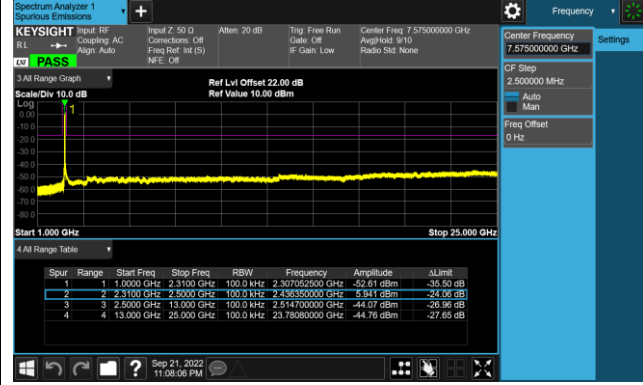 Spectrum Analyzer 1
Spurious Emissions
Frequency
KEYSIGHT
RL
Input: RF
Coupling: AC
Align: Auto
Input Z: 50 Ω
Corrections: Off
Freq Ref: Int (S)
NFE: Off
Atten: 20 dB
Trig: Free Run
Gate: Off
IF Gain: Low
Center Freq: 7.575000000 GHz
Avg|Hold: 9/10
Radio Std: None
LXI PASS
Center Frequency
7.575000000 GHz
Settings
CF Step
2.500000 MHz
Auto
Man
Freq Offset
0 Hz
3 All Range Graph
Scale/Div 10.0 dB
Ref Lvl Offset 22.00 dB
Ref Value 10.00 dBm
Log
1
0.00
-10.0
-20.0
-30.0
-40.0
-50.0
-60.0
-70.0
-80.0
Start 1.000 GHz
Stop 25.000 GHz
4 All Range Table
Spur Range Start Freq Stop Freq RBW Frequency Amplitude ΔLimit
1 1 1.0000 GHz 2.3100 GHz 100.0 kHz 2.307052500 GHz -52.61 dBm -35.50 dB
2 2 2.3100 GHz 2.5000 GHz 100.0 kHz 2.436350000 GHz 5.941 dBm -24.06 dB
3 3 2.5000 GHz 13.000 GHz 100.0 kHz 2.514700000 GHz -44.07 dBm -26.96 dB
4 4 13.000 GHz 25.000 GHz 100.0 kHz 23.78080000 GHz -44.76 dBm -27.65 dB
?
Sep 21, 2022
11:08:06 PM